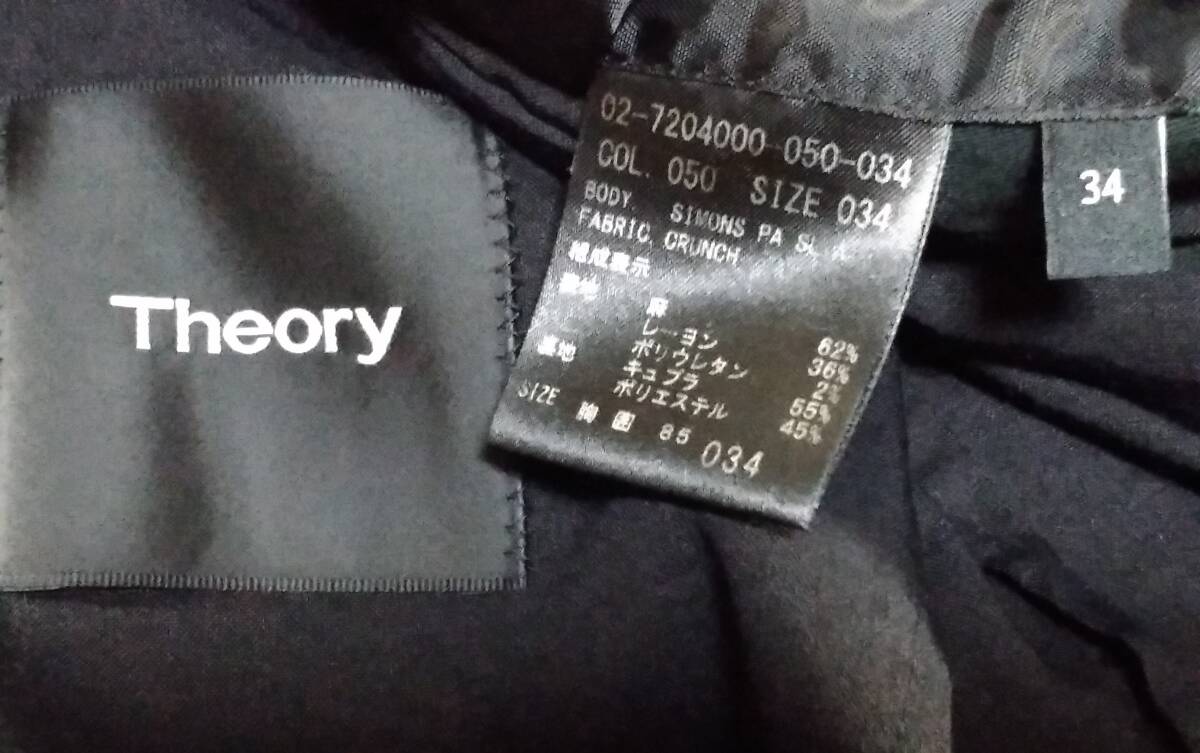 Theory
02-7204000-050-034
COL. 050 SIZE 034
BODY. SIMONS PA SL
FABRIC. CRUNCH
組成表示
表地 麻 62%
レーヨン 36%
ポリウレタン 2%
裏地 キュプラ 55%
ポリエステル 45%
SIZE 胸囲 85 034
34